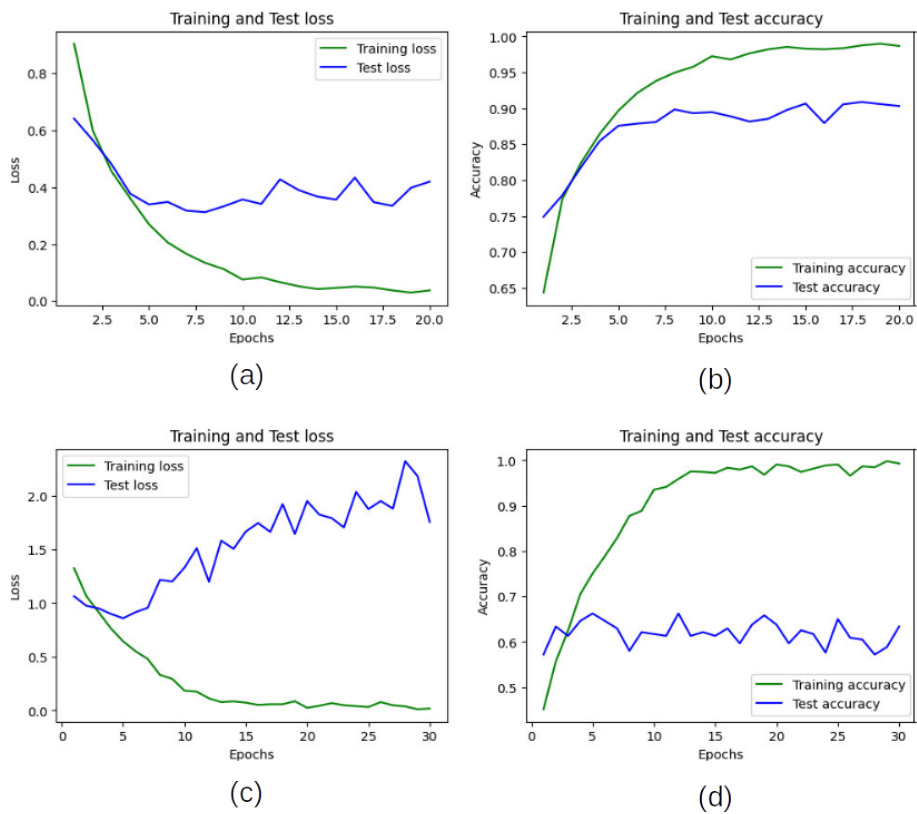 Training and Test loss
Training loss
Test loss
Loss
0.8
0.6
0.4
0.2
0.0
2.5 5.0 7.5 10.0 12.5 15.0 17.5 20.0
Epochs
(a)
Training and Test accuracy
Accuracy
1.00
0.95
0.90
0.85
0.80
0.75
0.70
0.65
Training accuracy
Test accuracy
2.5 5.0 7.5 10.0 12.5 15.0 17.5 20.0
Epochs
(b)
Training and Test loss
Training loss
Test loss
Loss
2.0
1.5
1.0
0.5
0.0
0 5 10 15 20 25 30
Epochs
(c)
Training and Test accuracy
Accuracy
1.0
0.9
0.8
0.7
0.6
0.5
Training accuracy
Test accuracy
0 5 10 15 20 25 30
Epochs
(d)